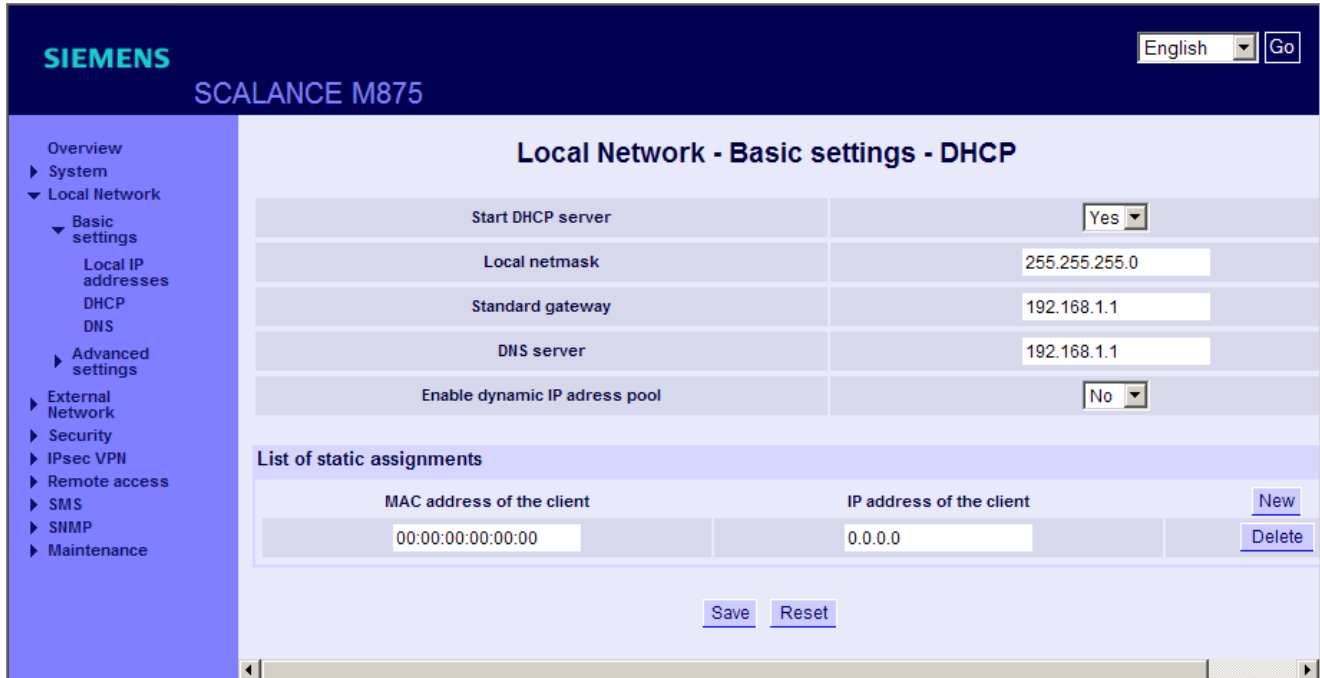 SIEMENS
SCALANCE M875
English
Go
Overview
System
Local Network
Basic
settings
Local IP
addresses
DHCP
DNS
Advanced
settings
External
Network
Security
IPsec VPN
Remote access
SMS
SNMP
Maintenance
Local Network - Basic settings - DHCP
Start DHCP server Yes
Local netmask 255.255.255.0
Standard gateway 192.168.1.1
DNS server 192.168.1.1
Enable dynamic IP adress pool No
List of static assignments
MAC address of the client IP address of the client New
00:00:00:00:00:00 0.0.0.0 Delete
Save Reset